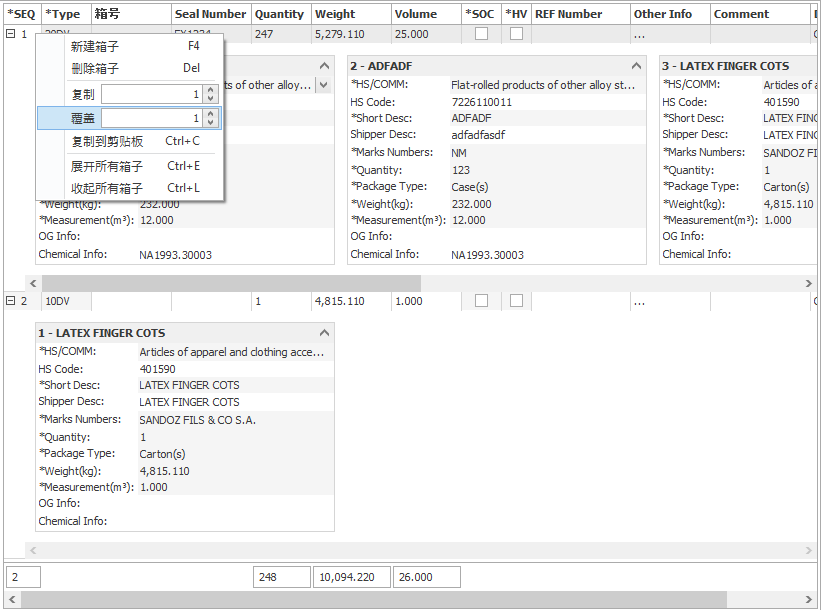 *SEQ *Type 箱号 Seal Number Quantity Weight Volume *SOC *HV REF Number Other Info Comment
1 247 5,279.110 25.000 ...
新建箱子 F4
删除箱子 Del
复制 1
覆盖 1
复制到剪贴板 Ctrl+C
展开所有箱子 Ctrl+E
收起所有箱子 Ctrl+L
ts of other alloy...
*Weight(kg): 232.000
*Measurement(m³): 12.000
OG Info:
Chemical Info: NA1993.30003
2 - ADFADF
*HS/COMM: Flat-rolled products of other alloy st...
HS Code: 7226110011
*Short Desc: ADFADF
Shipper Desc: adfadfasdf
*Marks Numbers: NM
*Quantity: 123
*Package Type: Case(s)
*Weight(kg): 232.000
*Measurement(m³): 12.000
OG Info:
Chemical Info: NA1993.30003
3 - LATEX FINGER COTS
*HS/COMM: Articles of a
HS Code: 401590
*Short Desc: LATEX FING
Shipper Desc: LATEX FING
*Marks Numbers: SANDOZ FI
*Quantity: 1
*Package Type: Carton(s)
*Weight(kg): 4,815.110
*Measurement(m³): 1.000
OG Info:
Chemical Info:
2 10DV 1 4,815.110 1.000 ...
1 - LATEX FINGER COTS
*HS/COMM: Articles of apparel and clothing acce...
HS Code: 401590
*Short Desc: LATEX FINGER COTS
Shipper Desc: LATEX FINGER COTS
*Marks Numbers: SANDOZ FILS & CO S.A.
*Quantity: 1
*Package Type: Carton(s)
*Weight(kg): 4,815.110
*Measurement(m³): 1.000
OG Info:
Chemical Info:
2 248 10,094.220 26.000